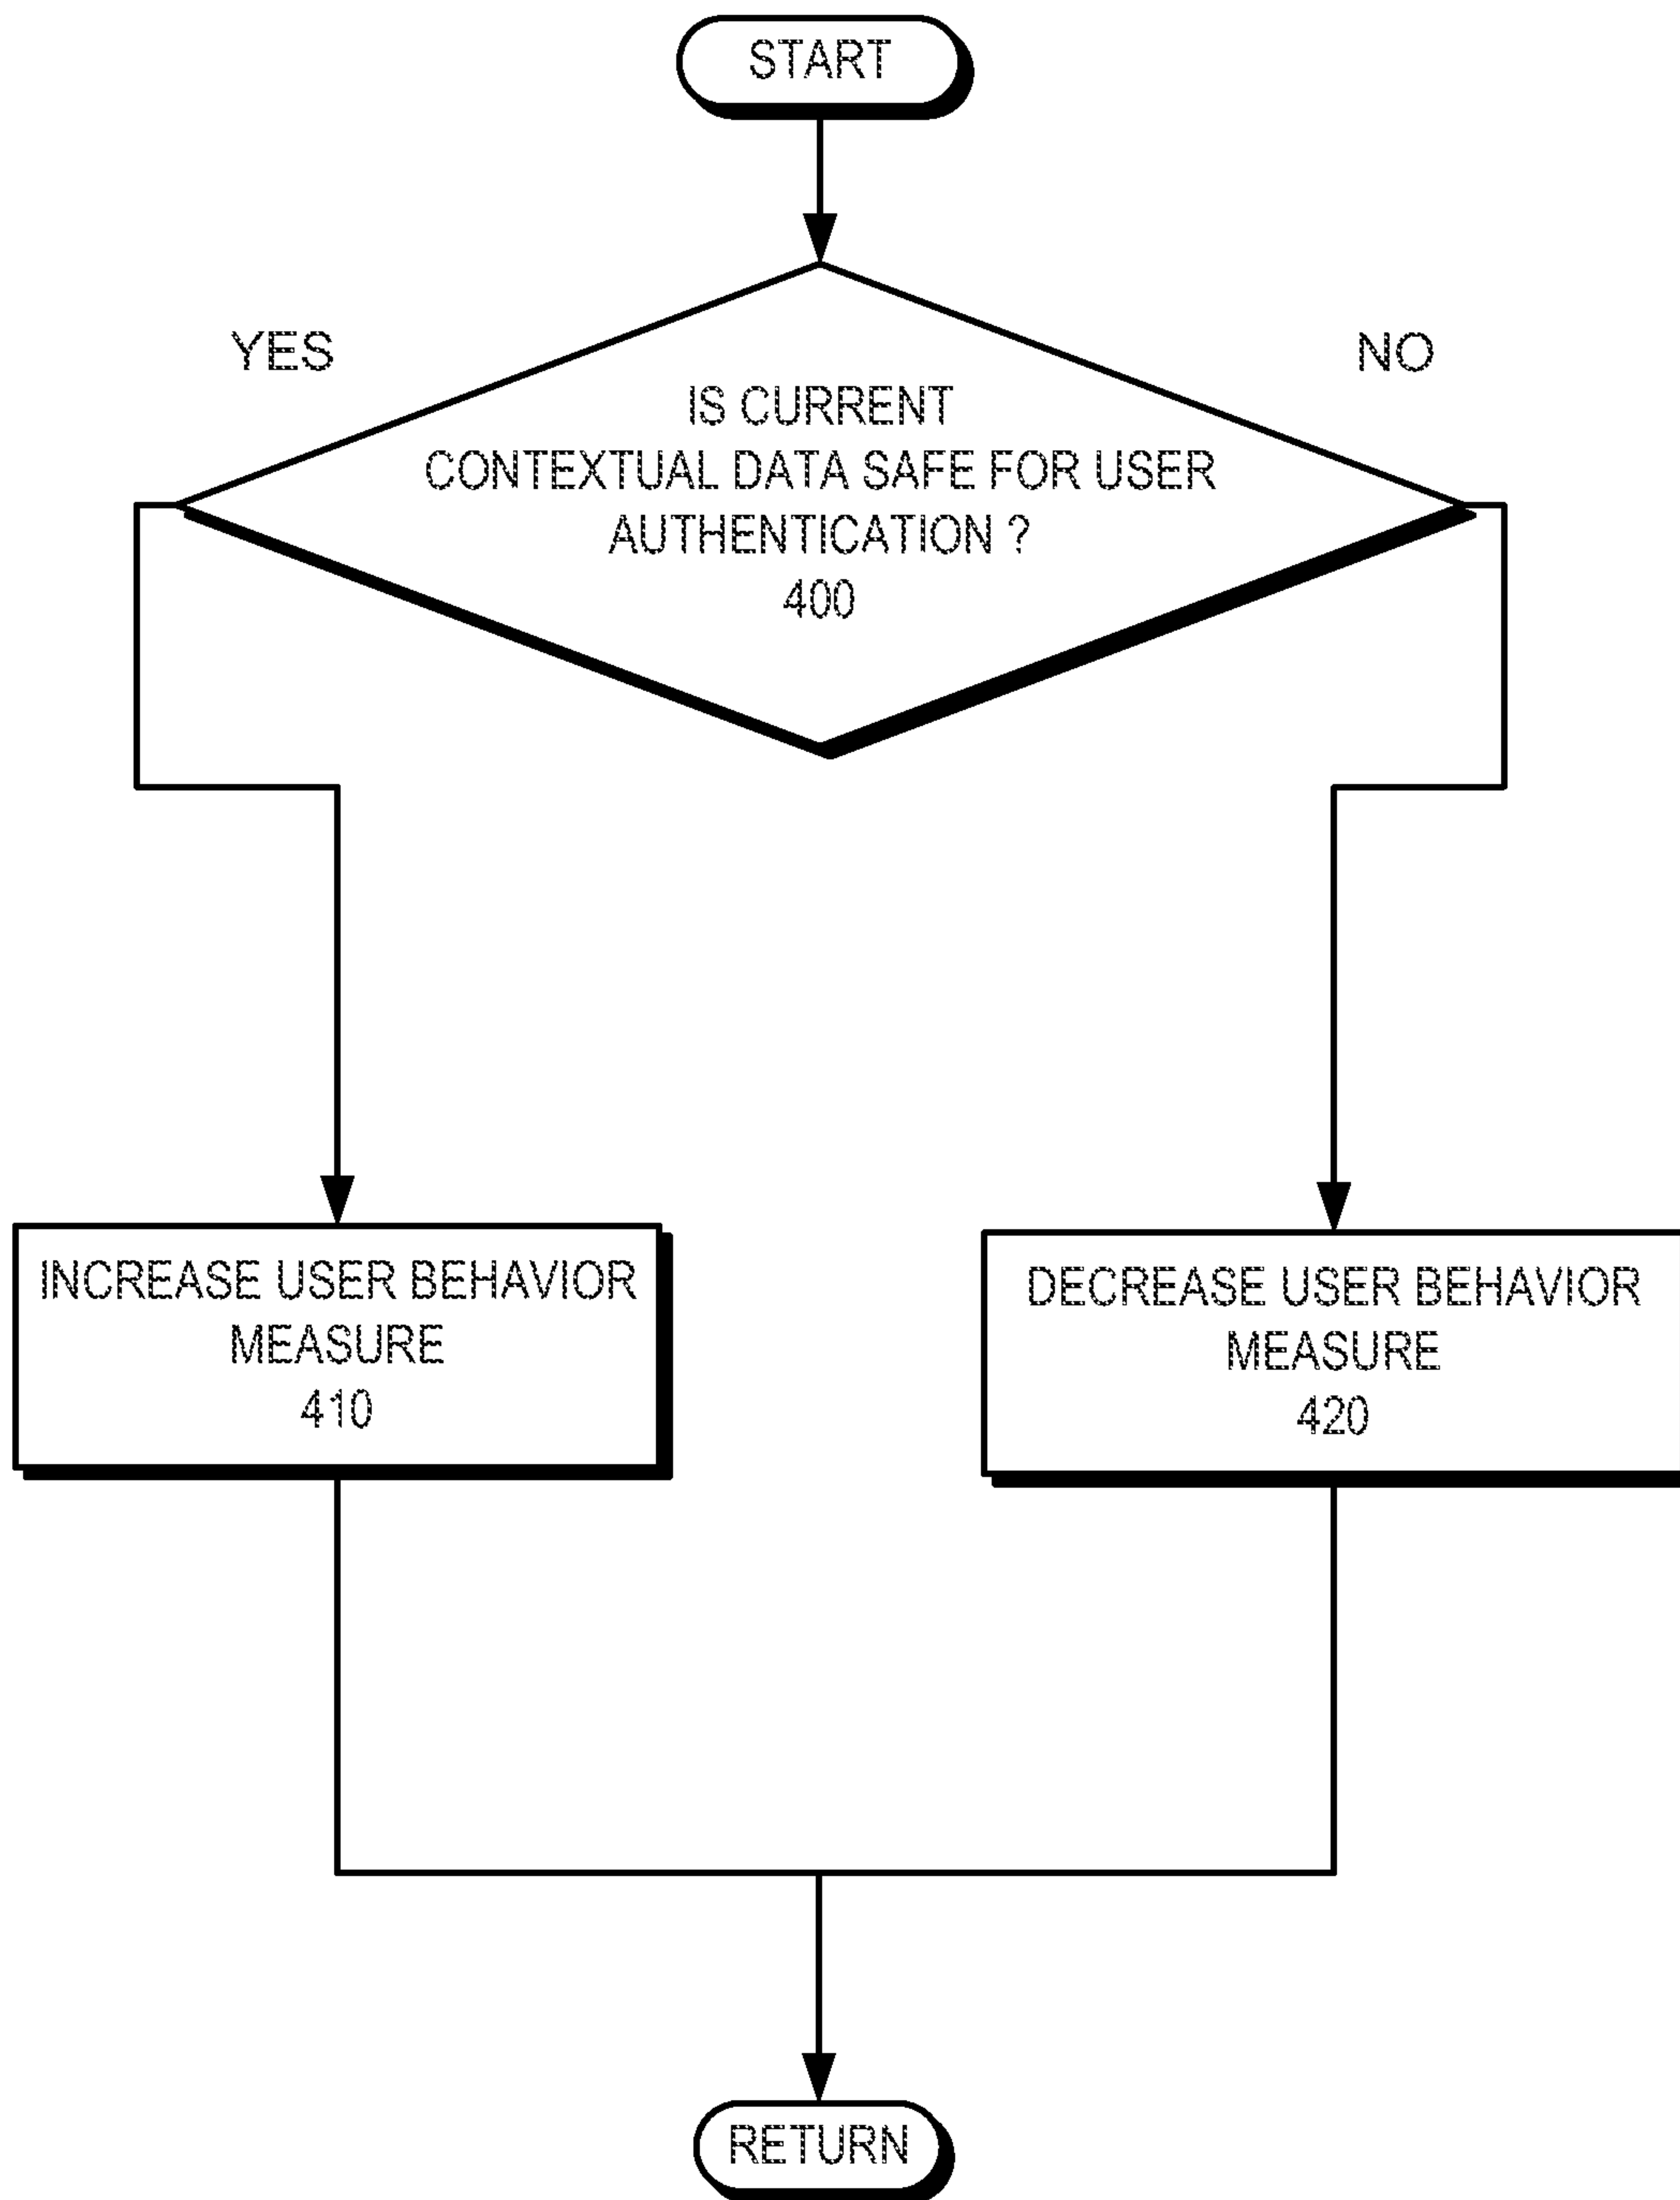 START
YES
NO
IS CURRENT
CONTEXTUAL DATA SAFE FOR USER
AUTHENTICATION ?
400
INCREASE USER BEHAVIOR
MEASURE
410
DECREASE USER BEHAVIOR
MEASURE
420
RETURN